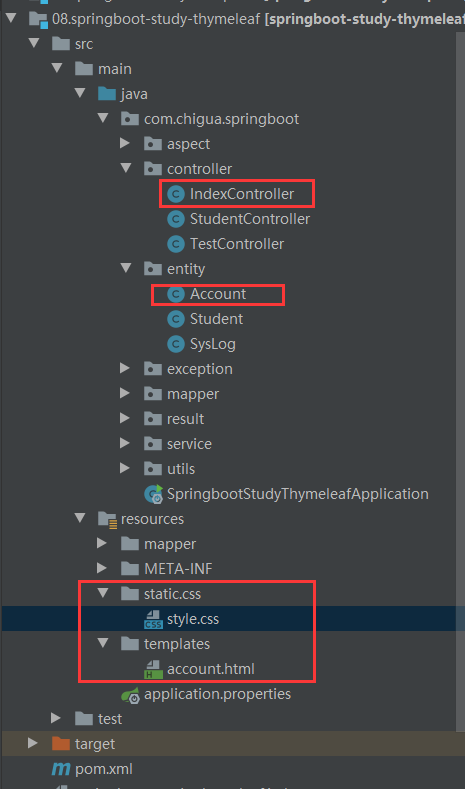 08.springboot-study-thymeleaf [springboot-study-thymeleaf
src
main
java
com.chigua.springboot
aspect
controller
IndexController
StudentController
TestController
entity
Account
Student
SysLog
exception
mapper
result
service
utils
SpringbootStudyThymeleafApplication
resources
mapper
META-INF
static.css
style.css
templates
account.html
application.properties
test
target
pom.xml